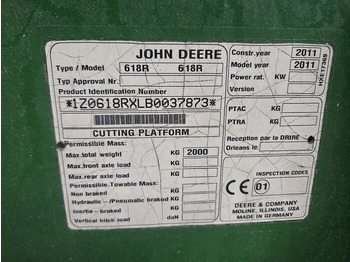 JOHN DEERE
Type / Model 618R 618R
Type Approval Nr.
Product Identification Number
*1Z0618RXLB0037873*
CUTTING PLATFORM
Permissible Mass:
Max. total weight KG 2000
Max. front axle load KG
Max. rear axle load KG
Permissible. Towable Mass:
Non braked KG
Hydraulic / Pneumatic braked KG
Inertia – braked KG
Vertical hitch load daN
Constr. year 2011
Model year 2011
Power rat. KW
Version
HXE17369
PTAC KG
PTRA KG
Reception par la DRIRE
Orleans le
CE
INSPECTION CODES
01
DEERE & COMPANY
MOLINE, ILLINOIS, USA
MADE IN GERMANY